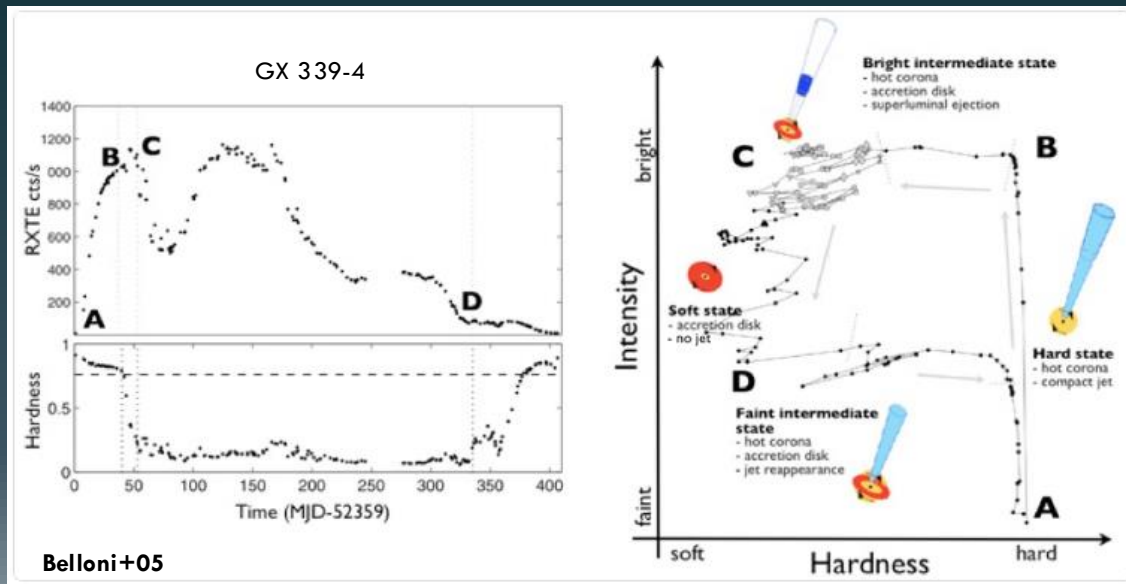 GX 339-4
1400
1200
000
800
600
400
200
RXTE cts/s
A
B
C
D
1
0.5
0
Hardness
0
50
100
150
200
250
300
350
400
Time (MJD-52359)
Belloni+05
Bright intermediate state
- hot corona
- accretion disk
- superluminal ejection
bright
C
B
Intensity
Soft state
- accretion disk
- no jet
Hard state
- hot corona
- compact jet
D
Faint intermediate
state
- hot corona
- accretion disk
- jet reappearance
A
faint
soft
hard
Hardness